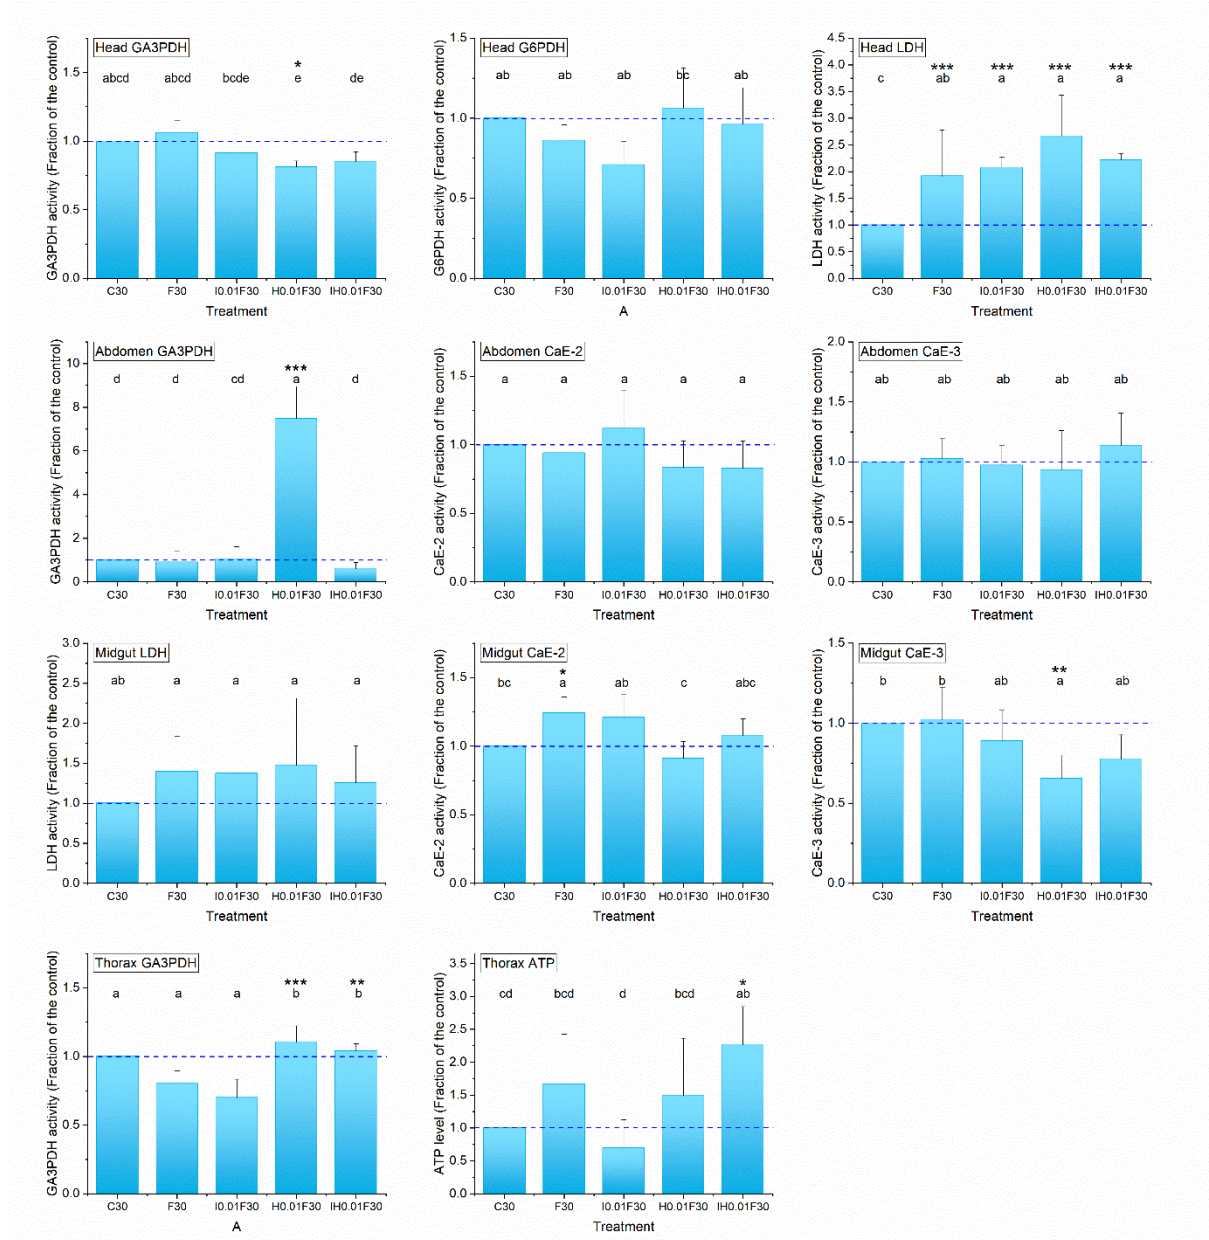 Head GA3PDH
GA3PDH activity (Fraction of the control)
1.5
1.0
0.5
0.0
*
abcd abcd bcde e de
C30 F30 I0.01F30 H0.01F30 IH0.01F30
Treatment
Head G6PDH
G6PDH activity (Fraction of the control)
1.5
1.0
0.5
0.0
ab ab ab bc ab
C30 F30 I0.01F30 H0.01F30 IH0.01F30
A
Head LDH
LDH activity (Fraction of the control)
4.5
4.0
3.5
3.0
2.5
2.0
1.5
1.0
0.5
0.0
*** *** *** ***
c ab a a a
C30 F30 I0.01F30 H0.01F30 IH0.01F30
Treatment
Abdomen GA3PDH
GA3PDH activity (Fraction of the control)
10
8
6
4
2
0
***
d d cd a d
C30 F30 I0.01F30 H0.01F30 IH0.01F30
Treatment
Abdomen CaE-2
CaE-2 activity (Fraction of the control)
1.5
1.0
0.5
0.0
a a a a a
C30 F30 I0.01F30 H0.01F30 IH0.01F30
Treatment
Abdomen CaE-3
CaE-3 activity (Fraction of the control)
2.0
1.5
1.0
0.5
0.0
ab ab ab ab ab
C30 F30 I0.01F30 H0.01F30 IH0.01F30
Treatment
Midgut LDH
LDH activity (Fraction of the control)
3.0
2.5
2.0
1.5
1.0
0.5
0.0
ab a a a a
C30 F30 I0.01F30 H0.01F30 IH0.01F30
Treatment
Midgut CaE-2
CaE-2 activity (Fraction of the control)
1.5
1.0
0.5
0.0
*
bc a ab c abc
C30 F30 I0.01F30 H0.01F30 IH0.01F30
Treatment
Midgut CaE-3
CaE-3 activity (Fraction of the control)
1.5
1.0
0.5
0.0
**
b b ab a ab
C30 F30 I0.01F30 H0.01F30 IH0.01F30
Treatment
Thorax GA3PDH
GA3PDH activity (Fraction of the control)
1.5
1.0
0.5
0.0
*** **
a a a b b
C30 F30 I0.01F30 H0.01F30 IH0.01F30
A
Thorax ATP
ATP level (Fraction of the control)
3.5
3.0
2.5
2.0
1.5
1.0
0.5
0.0
*
cd bcd d bcd ab
C30 F30 I0.01F30 H0.01F30 IH0.01F30
Treatment